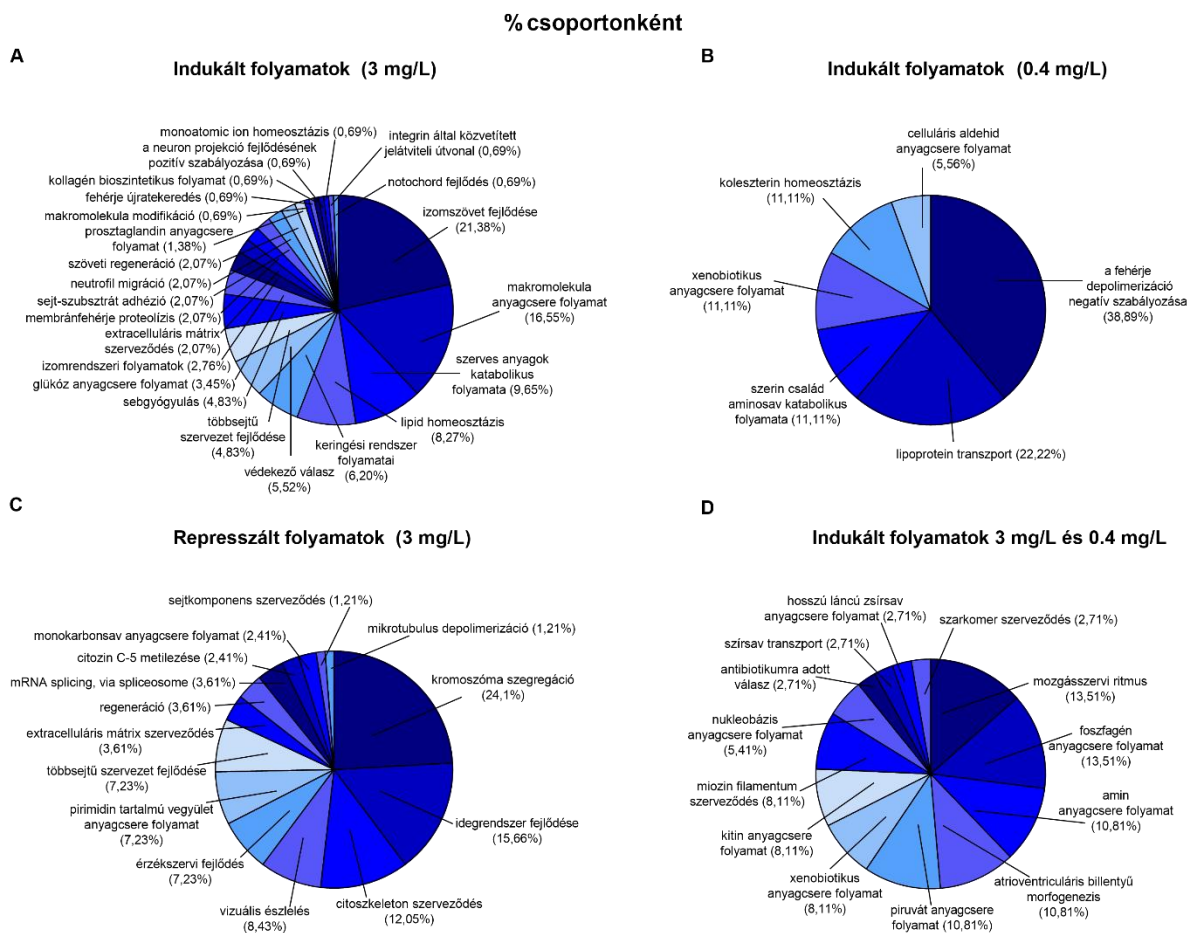 % csoportonként
A
Indukált folyamatok (3 mg/L)
monoatomic ion homeosztázis (0,69%)
a neuron projekció fejlődésének
pozitív szabályozása (0,69%)
kollagén bioszintetikus folyamat (0,69%)
fehérje újratekeredés (0,69%)
makromolekula modifikáció (0,69%)
prosztaglandin anyagcsere
folyamat (1,38%)
szöveti regeneráció (2,07%)
neutrofil migráció (2,07%)
sejt-szubsztrát adhézió (2,07%)
membránfehérje proteolízis (2,07%)
extracelluláris mátrix
szerveződés (2,07%)
izomrendszeri folyamatok (2,76%)
glükóz anyagcsere folyamat (3,45%)
sebgyógyulás (4,83%)
többsejtű
szervezet fejlődése
(4,83%)
védekező válasz
(5,52%)
keringési rendszer
folyamatai
(6,20%)
lipid homeosztázis
(8,27%)
szerves anyagok
katabolikus
folyamata (9,65%)
makromolekula
anyagcsere folyamat
(16,55%)
izomszövet fejlődése
(21,38%)
notochord fejlődés (0,69%)
integrin által közvetített
jelátviteli útvonal (0,69%)
B
Indukált folyamatok (0.4 mg/L)
celluláris aldehid
anyagcsere folyamat
(5,56%)
koleszterin homeosztázis
(11,11%)
xenobiotikus
anyagcsere folyamat
(11,11%)
szerin család
aminosav katabolikus
folyamata (11,11%)
lipoprotein transzport (22,22%)
a fehérje
depolimerizáció
negatív szabályozása
(38,89%)
C
Represszált folyamatok (3 mg/L)
sejtkomponens szerveződés (1,21%)
mikrotubulus depolimerizáció (1,21%)
monokarbonsav anyagcsere folyamat (2,41%)
citozin C-5 metilezése (2,41%)
mRNA splicing, via spliceosome (3,61%)
regeneráció (3,61%)
extracelluláris mátrix szerveződés
(3,61%)
többsejtű szervezet fejlődése
(7,23%)
pirimidin tartalmú vegyület
anyagcsere folyamat
(7,23%)
érzékszervi fejlődés
(7,23%)
vizuális észlelés
(8,43%)
citoszkeleton szerveződés
(12,05%)
idegrendszer fejlődése
(15,66%)
kromoszóma szegregáció
(24,1%)
D
Indukált folyamatok 3 mg/L és 0.4 mg/L
hosszú láncú zsírsav
anyagcsere folyamat
(2,71%)
szarkomer szerveződés (2,71%)
szírsav transzport (2,71%)
antibiotikumra adott
válasz (2,71%)
nukleobázis
anyagcsere folyamat
(5,41%)
miozin filamentum
szerveződés (8,11%)
kitin anyagcsere
folyamat (8,11%)
xenobiotikus
anyagcsere folyamat
(8,11%)
piruvát anyagcsere
folyamat (10,81%)
atrioventriculáris billentyű
morfogenezis
(10,81%)
amin
anyagcsere folyamat
(10,81%)
foszfagén
anyagcsere folyamat
(13,51%)
mozgásszervi ritmus
(13,51%)